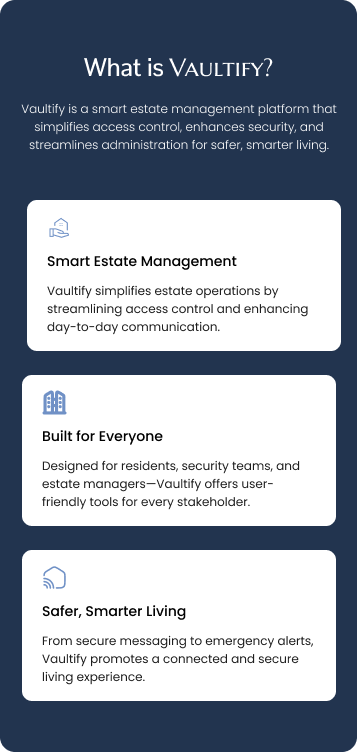 What is VAULTIFY?
Vaultify is a smart estate management platform that
simplifies access control, enhances security, and
streamlines administration for safer, smarter living.
Smart Estate Management
Vaultify simplifies estate operations by
streamlining access control and enhancing
day-to-day communication.
Built for Everyone
Designed for residents, security teams, and
estate managers—Vaultify offers user-
friendly tools for every stakeholder.
Safer, Smarter Living
From secure messaging to emergency alerts,
Vaultify promotes a connected and secure
living experience.